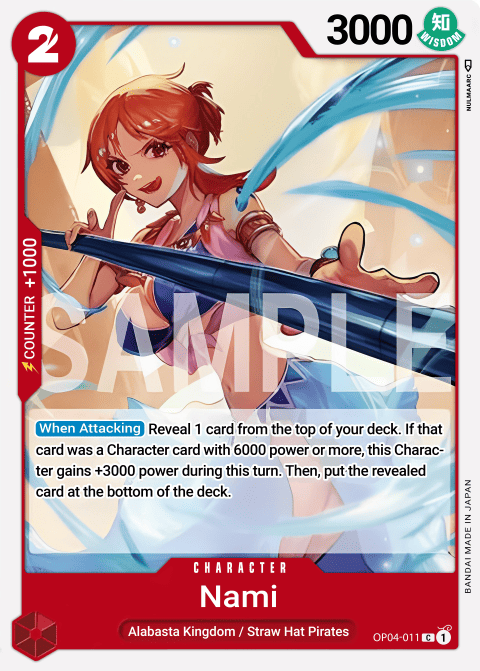 2
3000
知
WISDOM
NULMAARC
COUNTER +1000
SAMPLE
When Attacking Reveal 1 card from the top of your deck. If that
card was a Character card with 6000 power or more, this Charac-
ter gains +3000 power during this turn. Then, put the revealed
card at the bottom of the deck.
BANDAI MADE IN JAPAN
CHARACTER
Nami
Alabasta Kingdom / Straw Hat Pirates
OP04-011 C 1